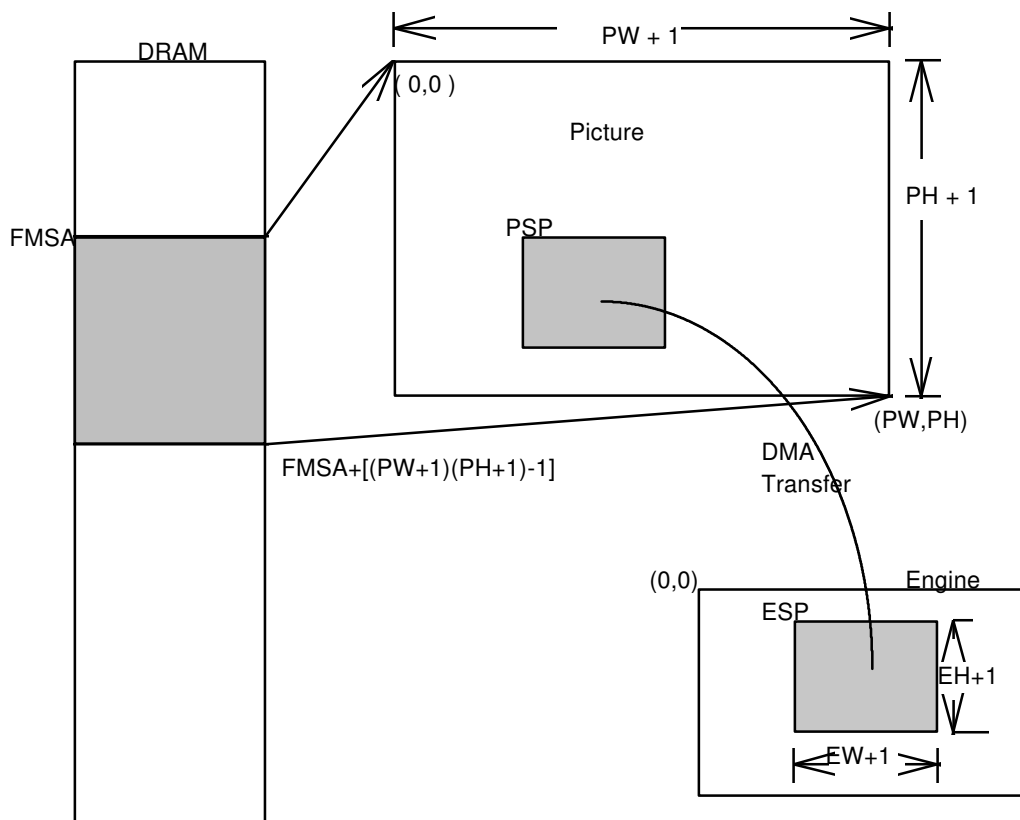 PW + 1
DRAM
( 0,0 )
Picture
PH + 1
PSP
FMSA
(PW,PH)
DMA
Transfer
FMSA+[(PW+1)(PH+1)-1]
(0,0)
Engine
ESP
EH+1
EW+1